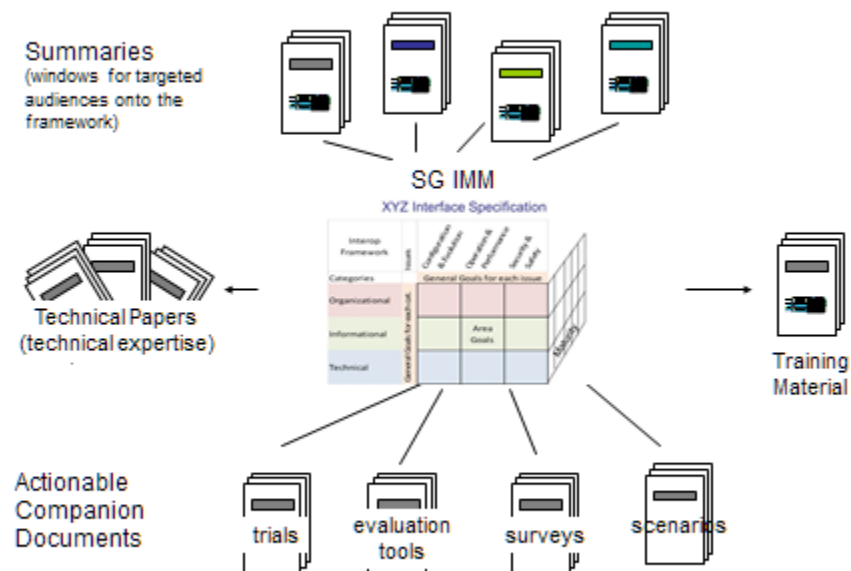 Summaries
(windows for targeted
audiences onto the
framework)
SG IMM
XYZ Interface Specification
Interop
Framework
Issues
Configuration
& Evolution
Operation &
Performance
Security &
Safety
Categories
General Goals for each issue
Organizational
Informational
Technical
General Goals for each cat.
Area
Goals
Maturity
Technical Papers
(technical expertise)
Training
Material
Actionable
Companion
Documents
trials
evaluation
tools
surveys
scenarios